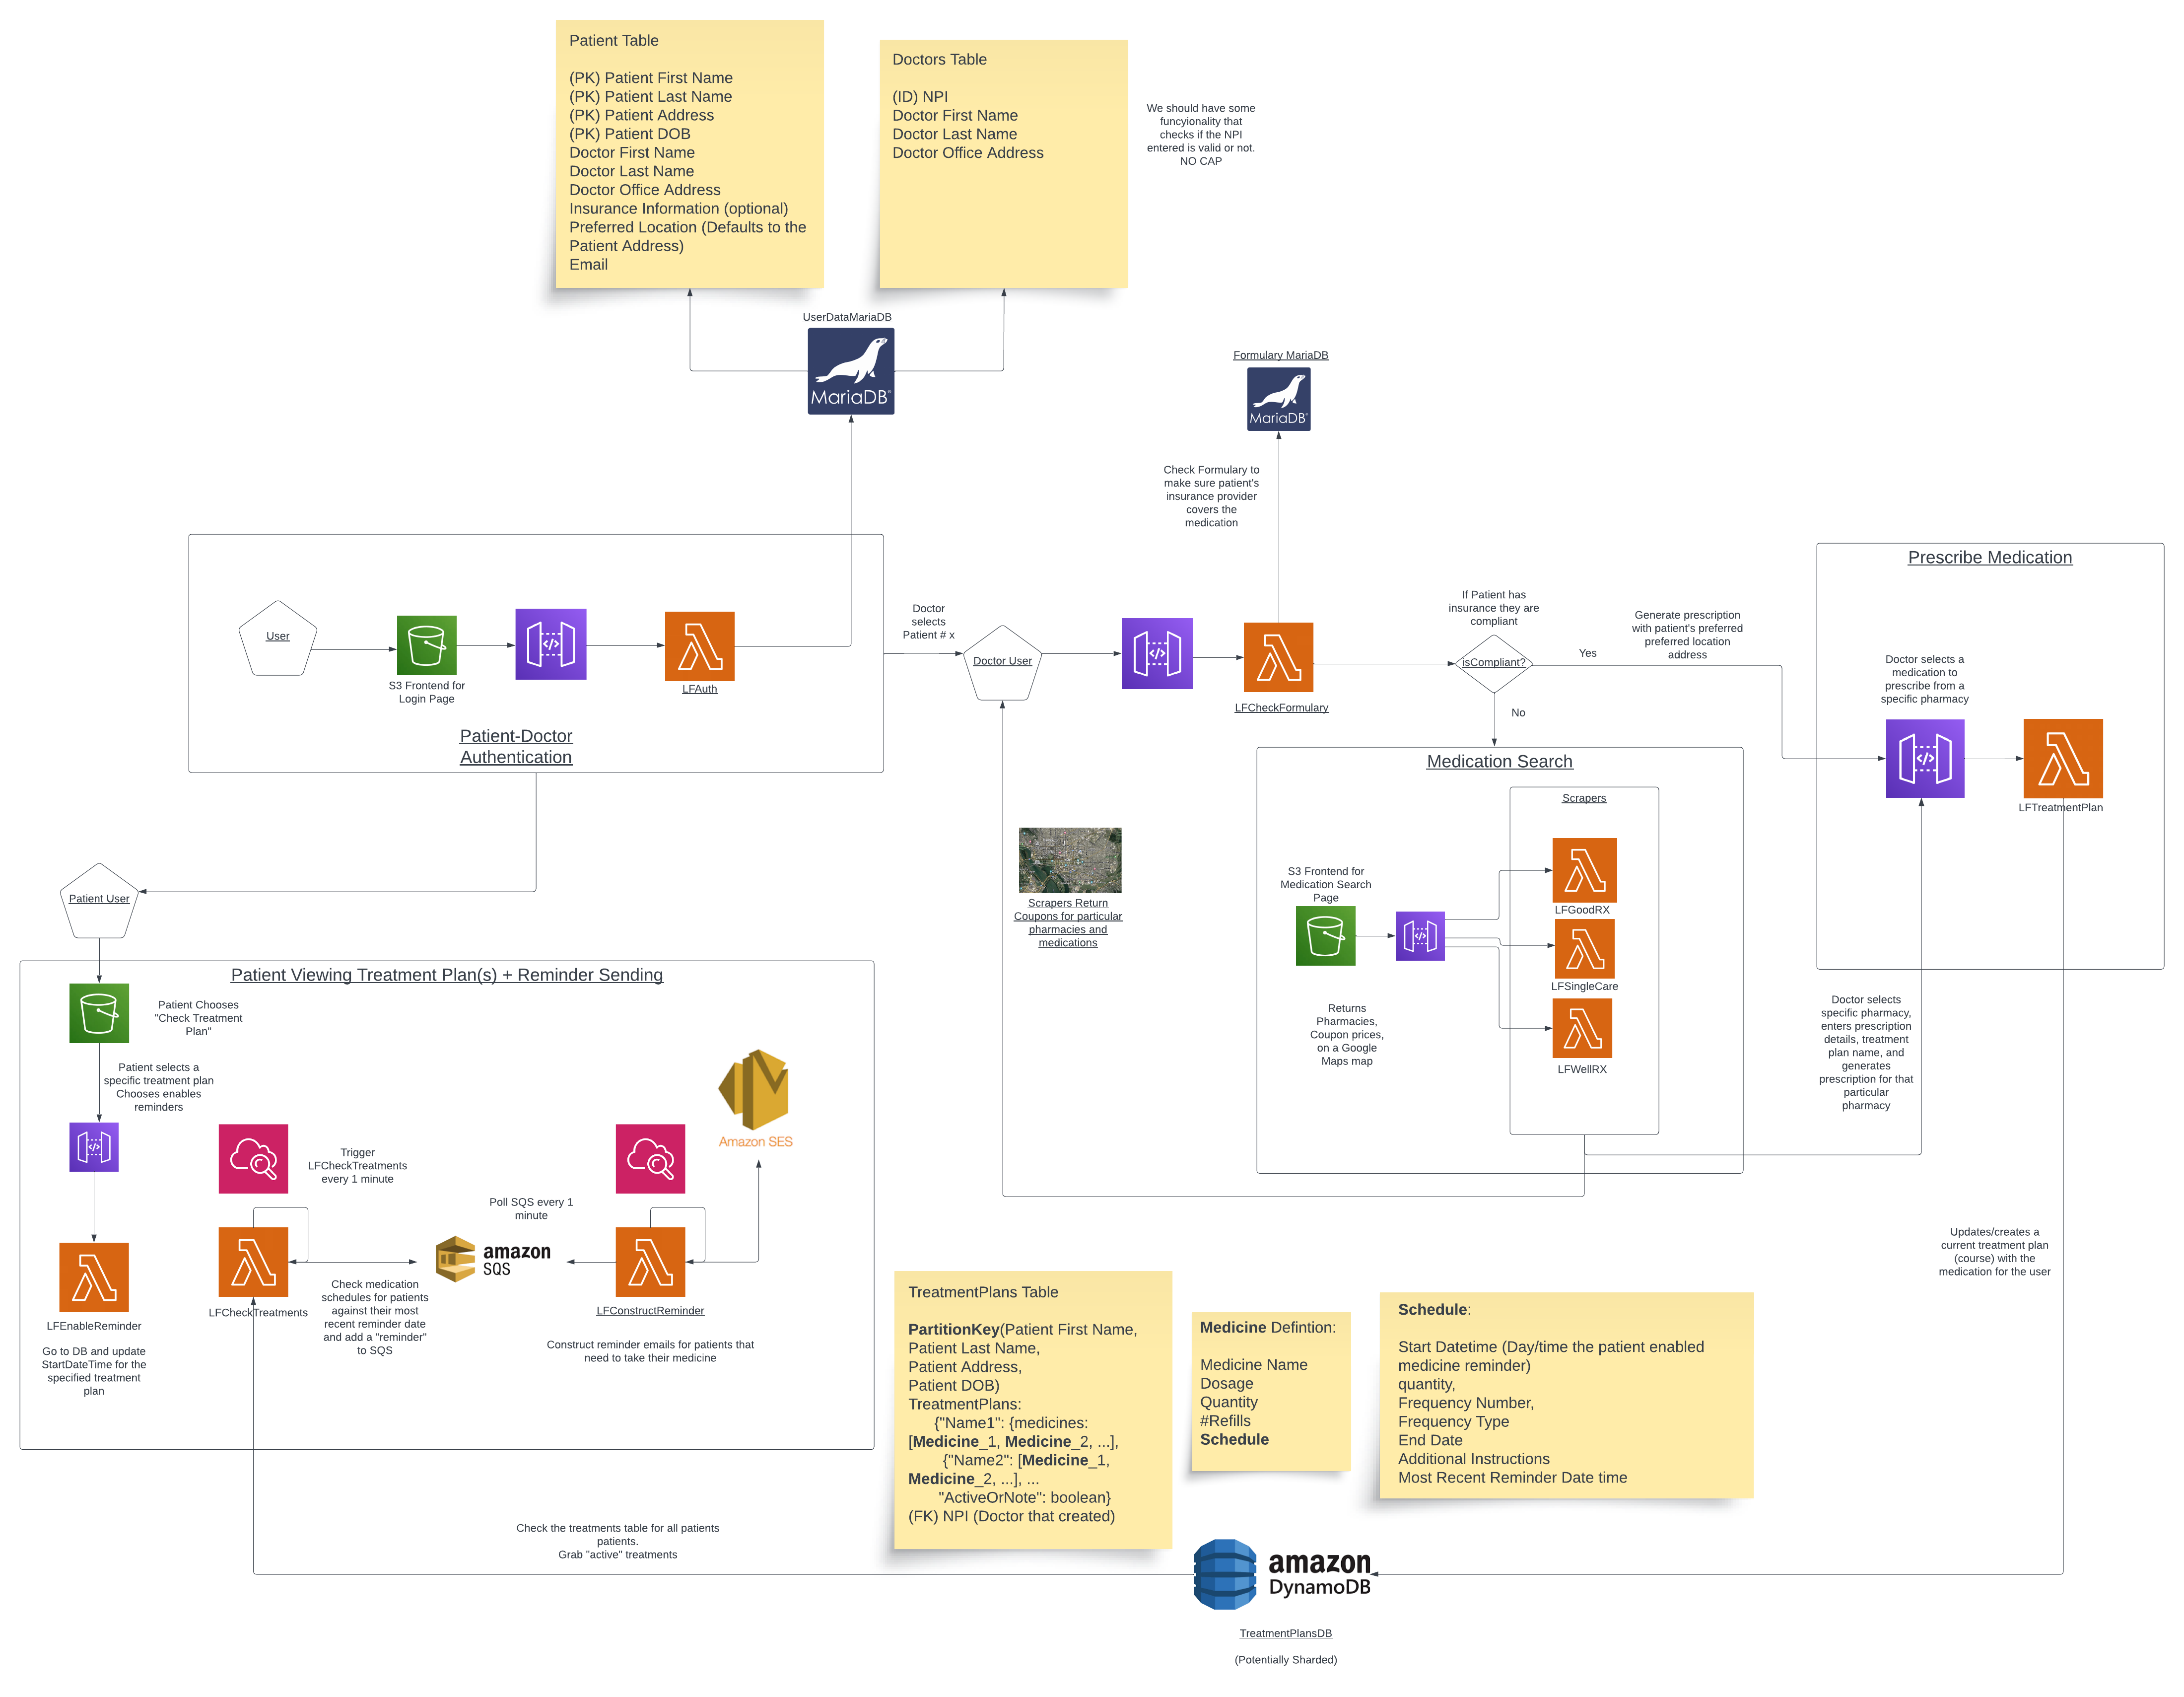 Patient Table
(PK) Patient First Name
(PK) Patient Last Name
(PK) Patient Address
(PK) Patient DOB
Doctor First Name
Doctor Last Name
Doctor Office Address
Insurance Information (optional)
Preferred Location (Defaults to the
Patient Address)
Email
Doctors Table
(ID) NPI
Doctor First Name
Doctor Last Name
Doctor Office Address
We should have some
funcyionality that
checks if the NPI
entered is valid or not.
NO CAP
UserDataMariaDB
MariaDB
Formulary MariaDB
MariaDB
Check Formulary to
make sure patient's
insurance provider
covers the
medication
User
S3 Frontend for
Login Page
LFAuth
Patient-Doctor
Authentication
Doctor
selects
Patient # x
Doctor User
LFCheckFormulary
If Patient has
insurance they are
compliant
isCompliant?
Yes
No
Generate prescription
with patient's preferred
preferred location
address
Prescribe Medication
Doctor selects a
medication to
prescribe from a
specific pharmacy
LFTreatmentPlan
Medication Search
Scrapers
S3 Frontend for
Medication Search
Page
LFGoodRX
LFSingleCare
LFWellRX
Returns
Pharmacies,
Coupon prices,
on a Google
Maps map
Scrapers Return
Coupons for particular
pharmacies and
medications
Doctor selects
specific pharmacy,
enters prescription
details, treatment
plan name, and
generates
prescription for that
particular
pharmacy
Patient User
Patient Viewing Treatment Plan(s) + Reminder Sending
Patient Chooses
"Check Treatment
Plan"
Patient selects a
specific treatment plan
Chooses enables
reminders
LFEnableReminder
Go to DB and update
StartDateTime for the
specified treatment
plan
Trigger
LFCheckTreatments
every 1 minute
LFCheckTreatments
Check medication
schedules for patients
against their most
recent reminder date
and add a "reminder"
to SQS
amazon
SQS
Poll SQS every 1
minute
LFConstructReminder
Construct reminder emails for patients that
need to take their medicine
Amazon SES
Updates/creates a
current treatment plan
(course) with the
medication for the user
TreatmentPlans Table
PartitionKey(Patient First Name,
Patient Last Name,
Patient Address,
Patient DOB)
TreatmentPlans:
{"Name1": {medicines:
[Medicine_1, Medicine_2, ...],
{"Name2": [Medicine_1,
Medicine_2, ...], ...
"ActiveOrNote": boolean}
(FK) NPI (Doctor that created)
Medicine Defintion:
Medicine Name
Dosage
Quantity
#Refills
Schedule
Schedule:
Start Datetime (Day/time the patient enabled
medicine reminder)
quantity,
Frequency Number,
Frequency Type
End Date
Additional Instructions
Most Recent Reminder Date time
Check the treatments table for all patients
patients.
Grab "active" treatments
amazon
DynamoDB
TreatmentPlansDB
(Potentially Sharded)